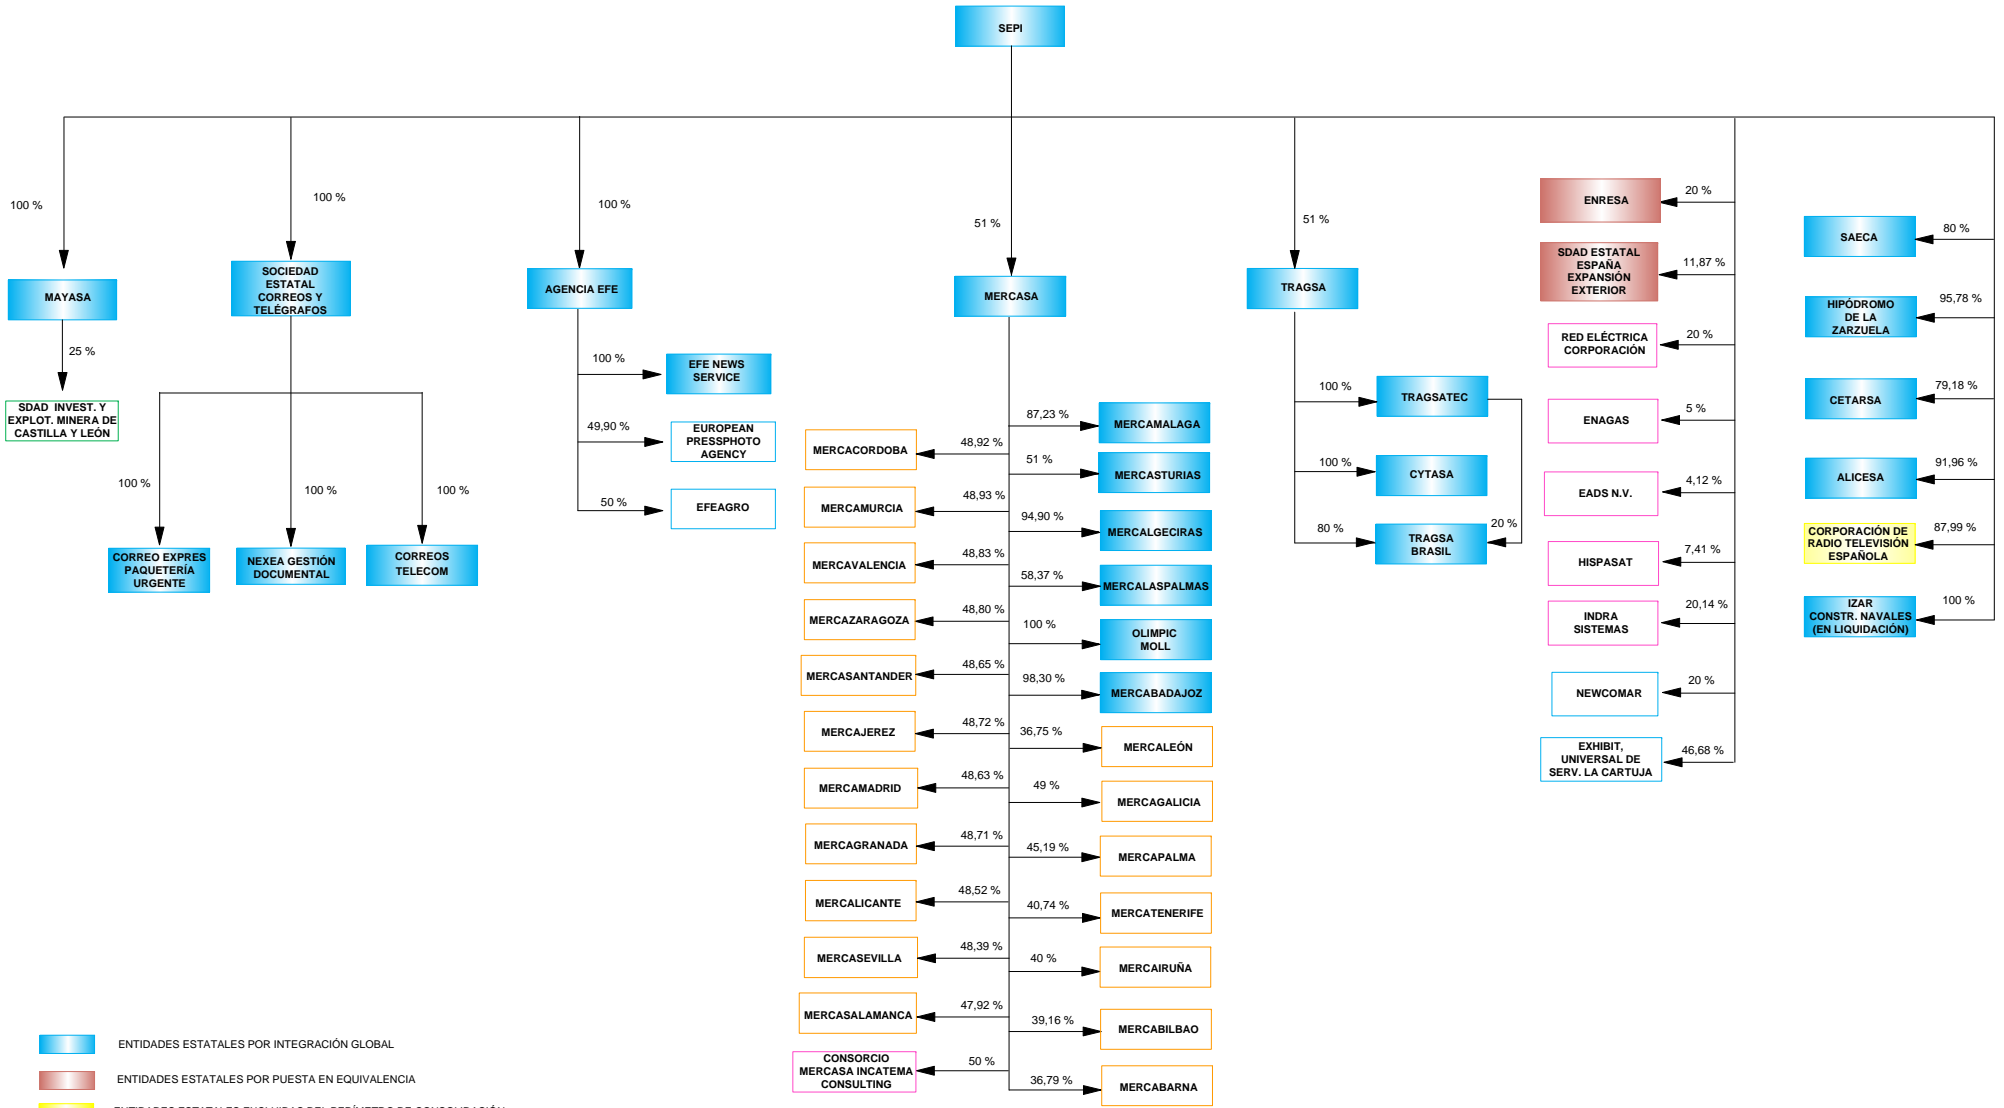 SEPI
100 %
100 %
100 %
51 %
51 %
MAYASA
SOCIEDAD
ESTATAL
CORREOS Y
TELÉGRAFOS
AGENCIA EFE
MERCASA
TRAGSA
25 %
SDAD INVEST. Y
EXPLOT. MINERA DE
CASTILLA Y LEÓN
100 %
100 %
100 %
CORREO EXPRES
PAQUETERÍA
URGENTE
NEXEA GESTIÓN
DOCUMENTAL
CORREOS
TELECOM
100 %
EFE NEWS
SERVICE
49,90 %
EUROPEAN
PRESSPHOTO
AGENCY
50 %
EFEAGRO
MERCACORDOBA
48,92 %
MERCAMURCIA
48,93 %
MERCAVALENCIA
48,83 %
MERCAZARAGOZA
48,80 %
MERCASANTANDER
48,65 %
MERCAJEREZ
48,72 %
MERCAMADRID
48,63 %
MERCAGRANADA
48,71 %
MERCALICANTE
48,52 %
MERCASEVILLA
48,39 %
MERCASALAMANCA
47,92 %
CONSORCIO
MERCASA INCATEMA
CONSULTING
50 %
87,23 %
MERCAMALAGA
51 %
MERCASTURIAS
94,90 %
MERCALGECIRAS
58,37 %
MERCALASPALMAS
100 %
OLIMPIC
MOLL
98,30 %
MERCABADAJOZ
36,75 %
MERCALEÓN
49 %
MERCAGALICIA
45,19 %
MERCAPALMA
40,74 %
MERCATENERIFE
40 %
MERCAIRUÑA
39,16 %
MERCABILBAO
36,79 %
MERCABARNA
100 %
TRAGSATEC
100 %
CYTASA
80 %
TRAGSA
BRASIL
20 %
ENRESA
20 %
SDAD ESTATAL
ESPAÑA
EXPANSIÓN
EXTERIOR
11,87 %
RED ELÉCTRICA
CORPORACIÓN
20 %
ENAGAS
5 %
EADS N.V.
4,12 %
HISPASAT
7,41 %
INDRA
SISTEMAS
20,14 %
NEWCOMAR
20 %
EXHIBIT,
UNIVERSAL DE
SERV. LA CARTUJA
46,68 %
SAECA
80 %
HIPÓDROMO
DE LA
ZARZUELA
95,78 %
CETARSA
79,18 %
ALICESA
91,96 %
CORPORACIÓN DE
RADIO TELEVISIÓN
ESPAÑOLA
87,99 %
IZAR
CONSTR. NAVALES
(EN LIQUIDACIÓN)
100 %
ENTIDADES ESTATALES POR INTEGRACIÓN GLOBAL
ENTIDADES ESTATALES POR PUESTA EN EQUIVALENCIA